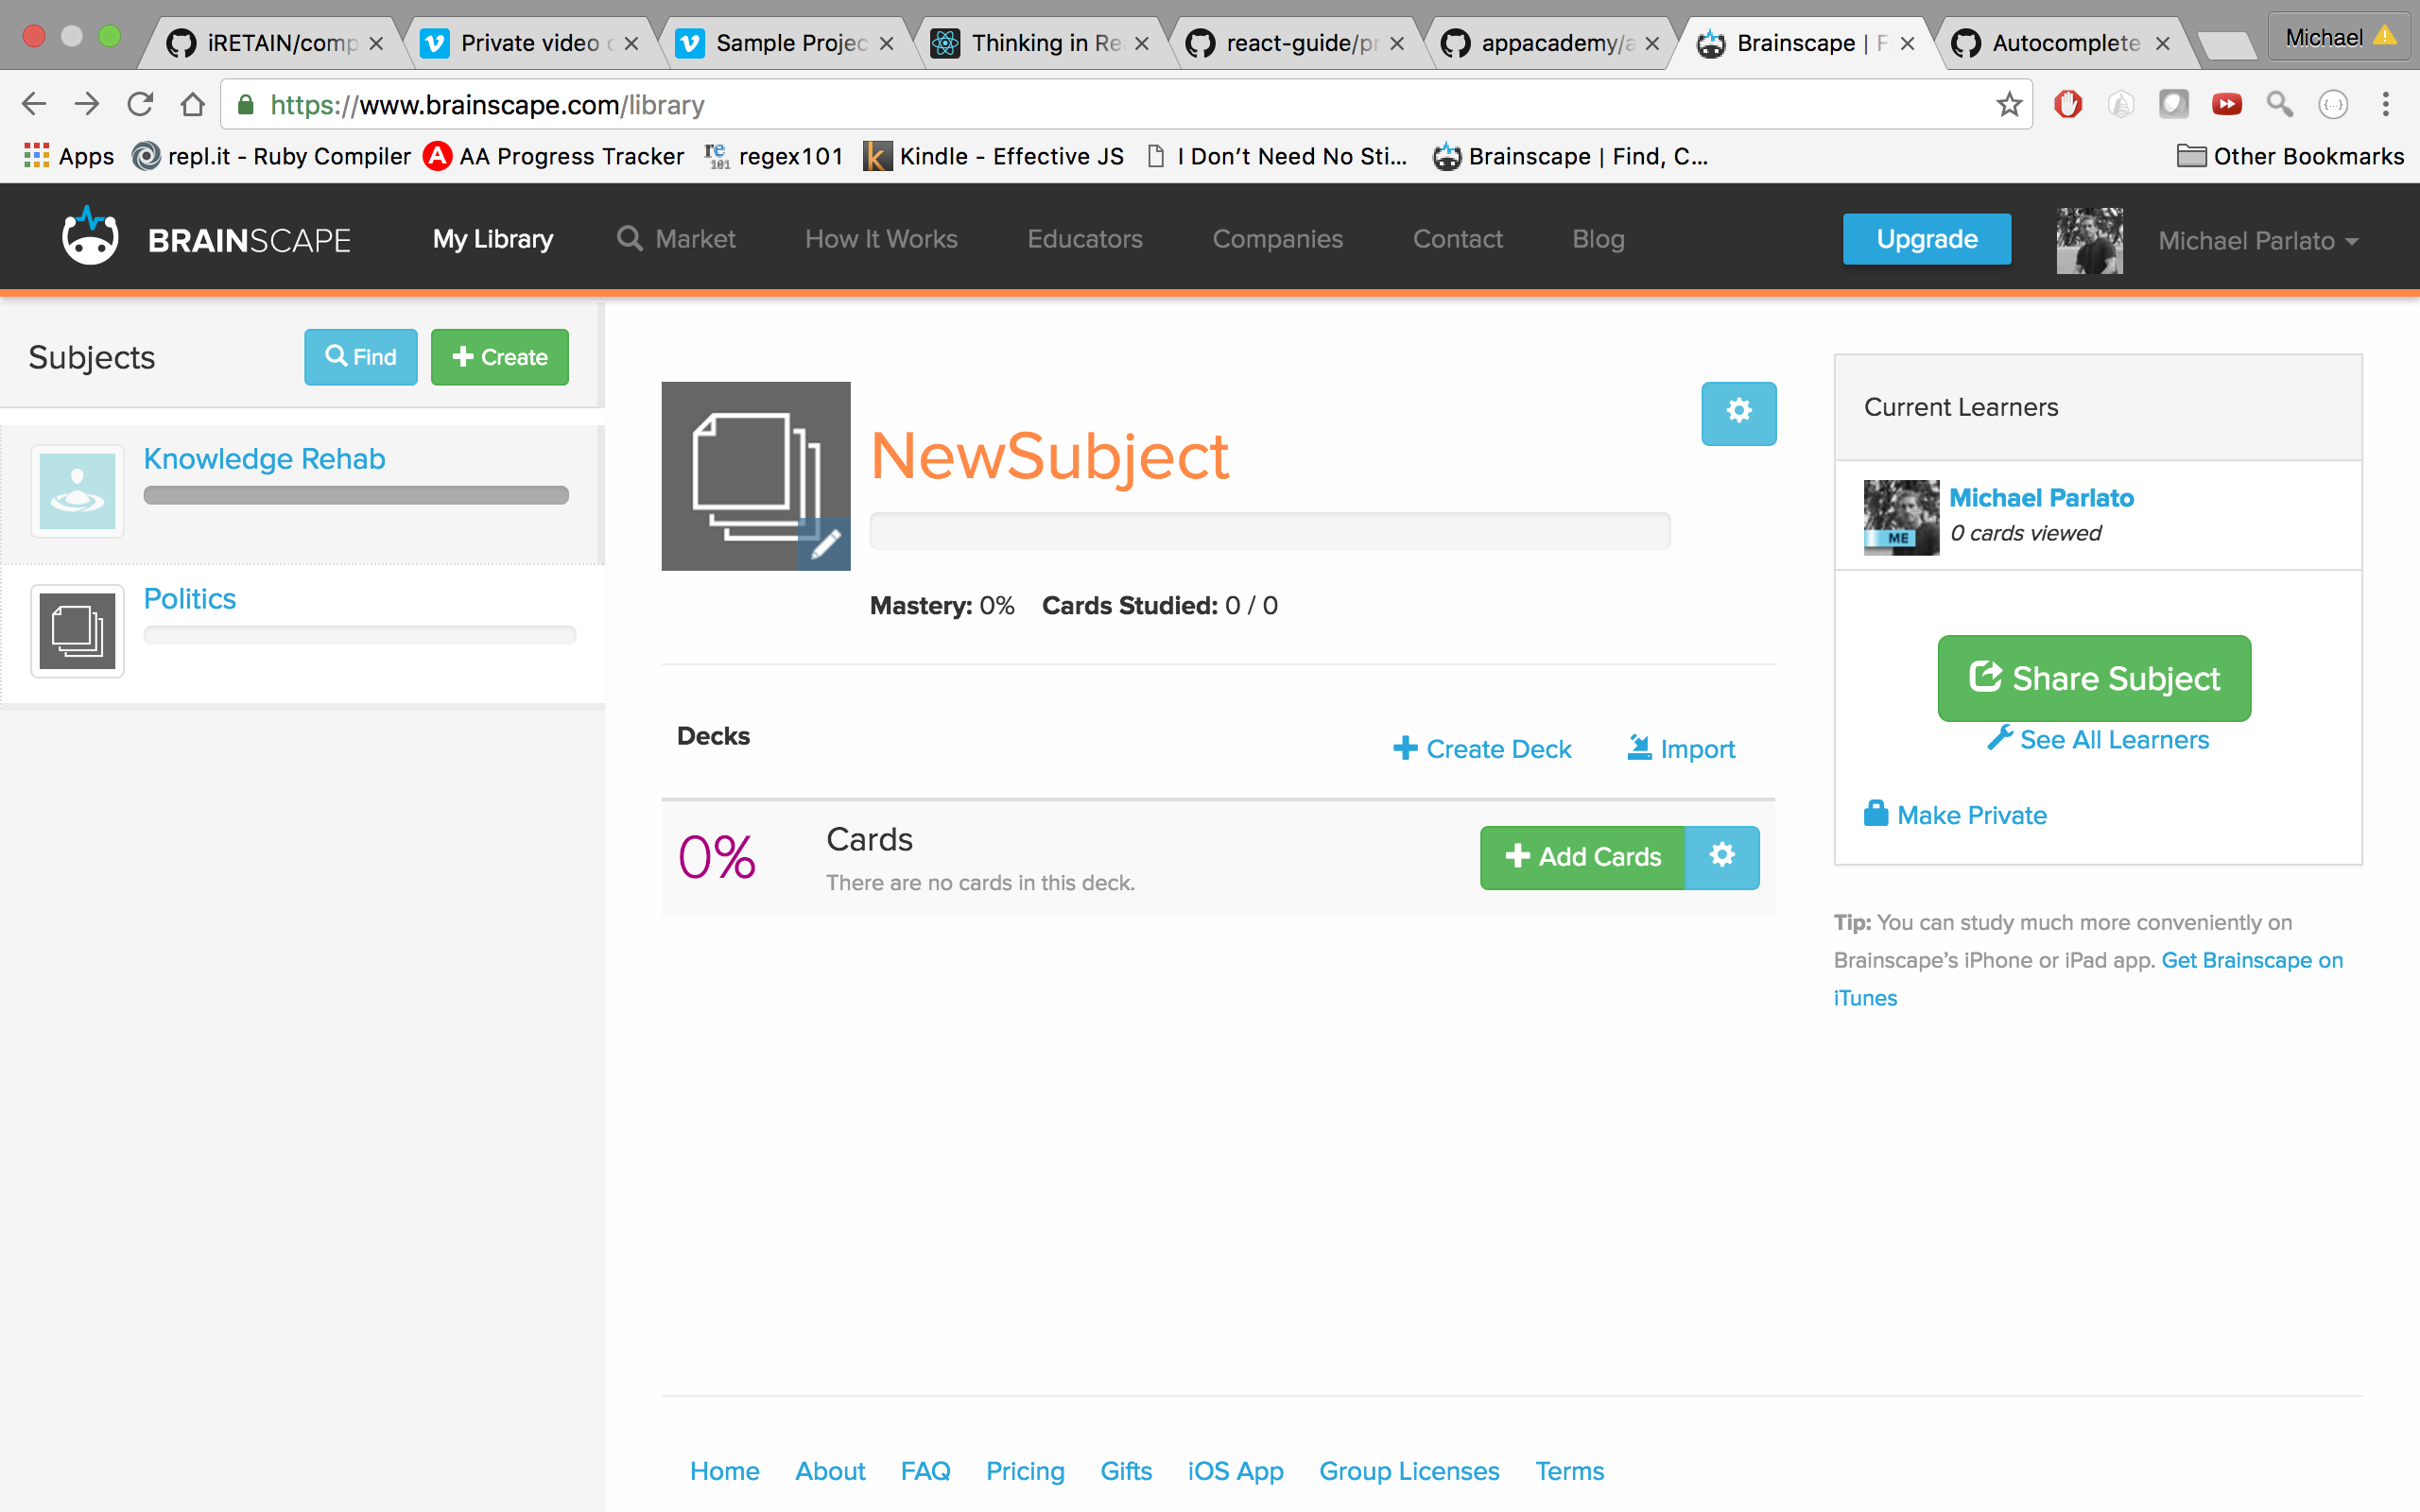 iRETAIN/comp
Private video
Sample Projec
Thinking in Re
react-guide/pr
appacademy/a
Brainscape | F
Autocomplete
Michael
https://www.brainscape.com/library
Apps
repl.it - Ruby Compiler
AA Progress Tracker
re 101 regex101
Kindle - Effective JS
I Don’t Need No Sti...
Brainscape | Find, C...
Other Bookmarks
BRAINSCAPE
My Library
Market
How It Works
Educators
Companies
Contact
Blog
Upgrade
Michael Parlato
Subjects
Find
Create
Knowledge Rehab
Politics
NewSubject
Mastery: 0% Cards Studied: 0 / 0
Decks
Create Deck
Import
0%
Cards
There are no cards in this deck.
Add Cards
Current Learners
Michael Parlato
0 cards viewed
ME
Share Subject
See All Learners
Make Private
Tip: You can study much more conveniently on
Brainscape’s iPhone or iPad app. Get Brainscape on
iTunes
Home
About
FAQ
Pricing
Gifts
iOS App
Group Licenses
Terms